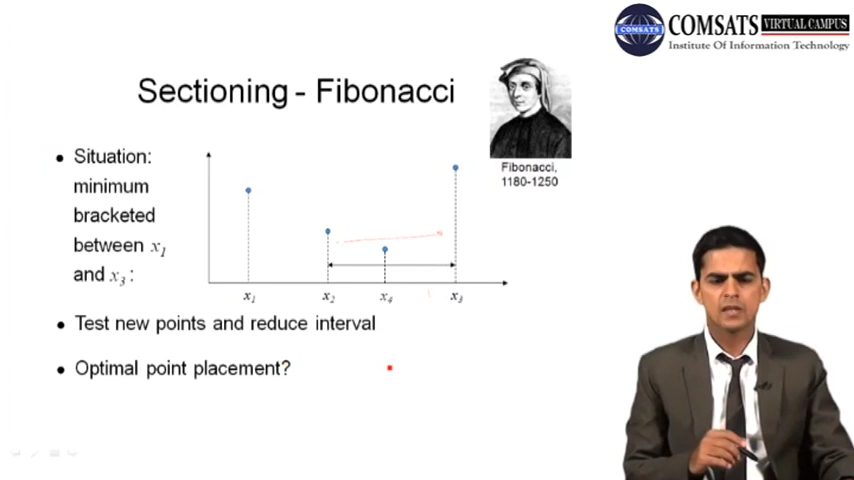 COMSATS VIRTUAL CAMPUS
COMSATS
Institute Of Information Technology
Sectioning - Fibonacci
Fibonacci,
1180-1250
• Situation:
minimum
bracketed
between x₁
and x₃:
x₁ x₂ x₄ x₃
• Test new points and reduce interval
• Optimal point placement?